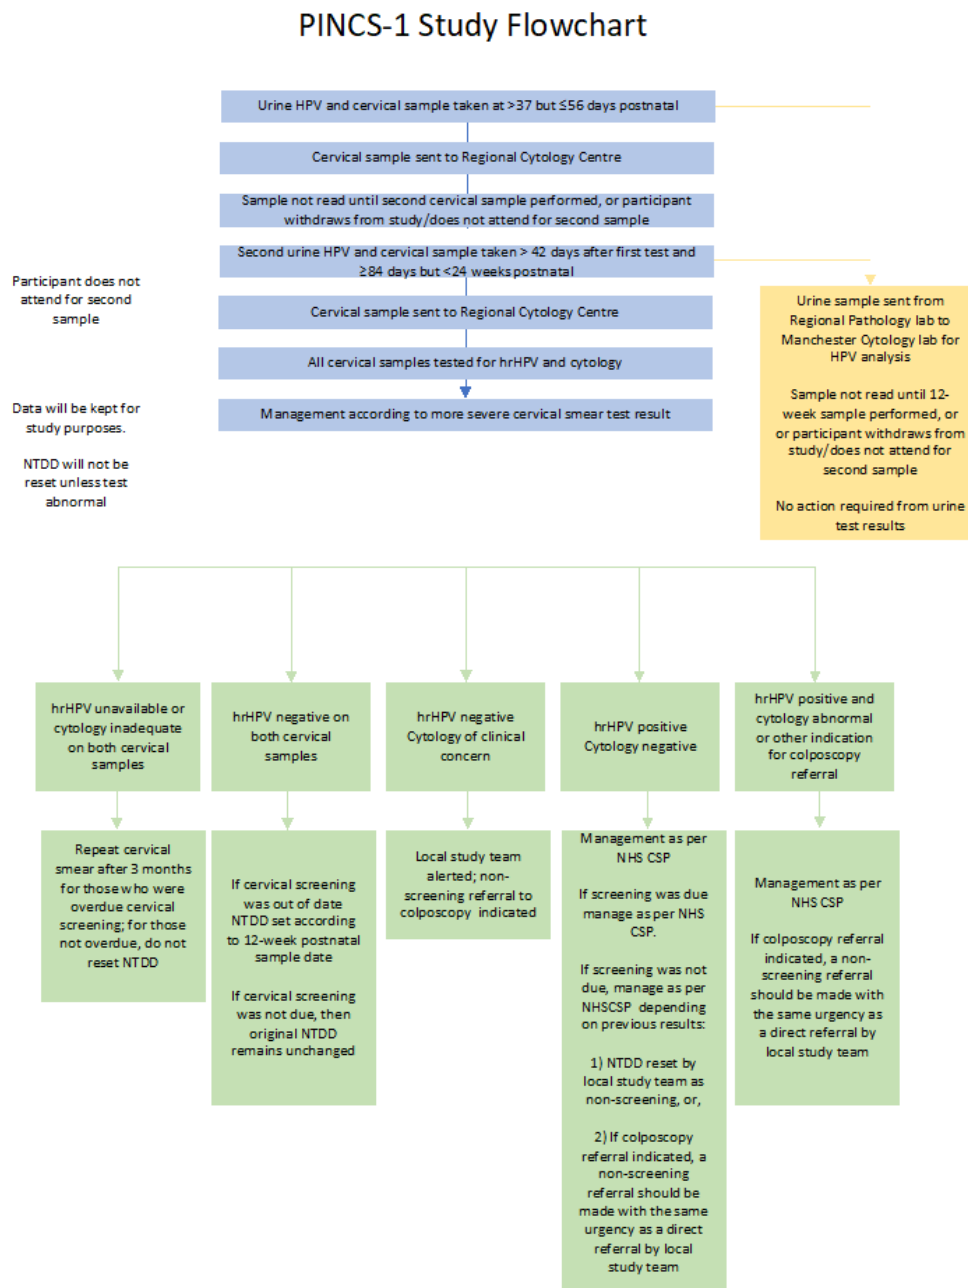 PINCS-1 Study Flowchart
Urine HPV and cervical sample taken at >37 but ≤56 days postnatal
Cervical sample sent to Regional Cytology Centre
Sample not read until second cervical sample performed, or participant
withdraws from study/does not attend for second sample
Second urine HPV and cervical sample taken > 42 days after first test and
≥84 days but <24 weeks postnatal
Cervical sample sent to Regional Cytology Centre
All cervical samples tested for hrHPV and cytology
Management according to more severe cervical smear test result
Participant does not
attend for second
sample
Data will be kept for
study purposes.
NTDD will not be
reset unless test
abnormal
Urine sample sent from
Regional Pathology lab to
Manchester Cytology lab for
HPV analysis
Sample not read until 12-
week sample performed, or
or participant withdraws from
study/does not attend for
second sample
No action required from urine
test results
hrHPV unavailable or
cytology inadequate
on both cervical
samples
hrHPV negative on
both cervical
samples
hrHPV negative
Cytology of clinical
concern
hrHPV positive
Cytology negative
hrHPV positive and
cytology abnormal
or other indication
for colposcopy
referral
Repeat cervical
smear after 3 months
for those who were
overdue cervical
screening; for those
not overdue, do not
reset NTDD
If cervical screening
was out of date
NTDD set according
to 12-week postnatal
sample date
If cervical screening
was not due, then
original NTDD
remains unchanged
Local study team
alerted; non-
screening referral to
colposcopy indicated
Management as per
NHS CSP
If screening was due
manage as per NHS
CSP.
If screening was not
due, manage as per
NHSCSP depending
on previous results:
1) NTDD reset by
local study team as
non-screening, or,
2) If colposcopy
referral indicated, a
non-screening
referral should be
made with the same
urgency as a direct
referral by local
study team
Management as per
NHS CSP
If colposcopy referral
indicated, a non-
screening referral
should be made with
the same urgency as
a direct referral by
local study team